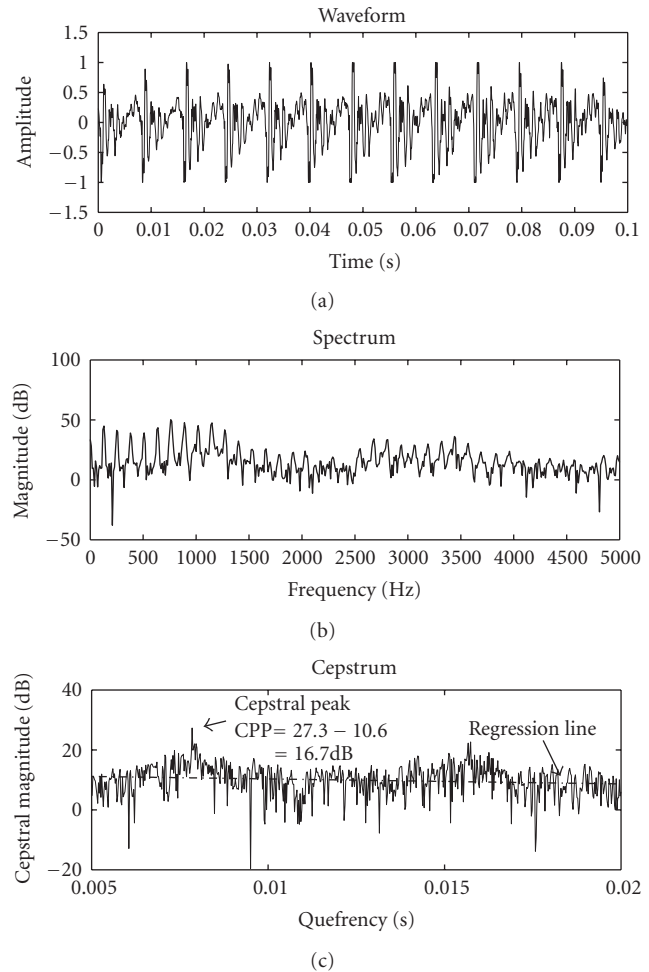 Waveform
1.5
1
0.5
0
−0.5
−1
−1.5
Amplitude
0 0.01 0.02 0.03 0.04 0.05 0.06 0.07 0.08 0.09 0.1
Time (s)
(a)
Spectrum
100
50
0
−50
Magnitude (dB)
0 500 1000 1500 2000 2500 3000 3500 4000 4500 5000
Frequency (Hz)
(b)
Cepstrum
40
20
0
−20
Cepstral magnitude (dB)
Cepstral peak
CPP= 27.3 − 10.6
= 16.7dB
Regression line
0.005 0.01 0.015 0.02
Quefrency (s)
(c)